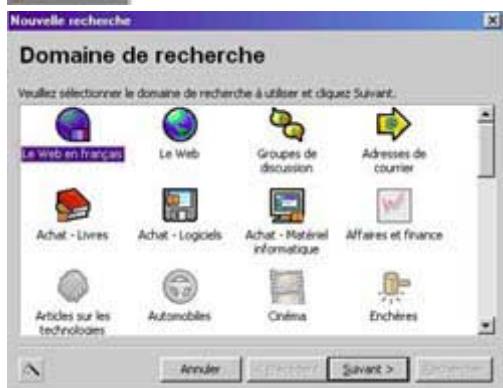 Nouvelle recherche
Domaine de recherche
Veuillez sélectionner le domaine de recherche à utiliser et cliquez Suivant.
Le Web en français
Le Web
Groupes de
discussion
Adresses de
courrier
Achat - Livres
Achat - Logiciels
Achat - Matériel
informatique
Affaires et finance
Articles sur les
technologies
Automobiles
Cinéma
Enchères
Annuler
< Précédent
Suivant >
Rechercher